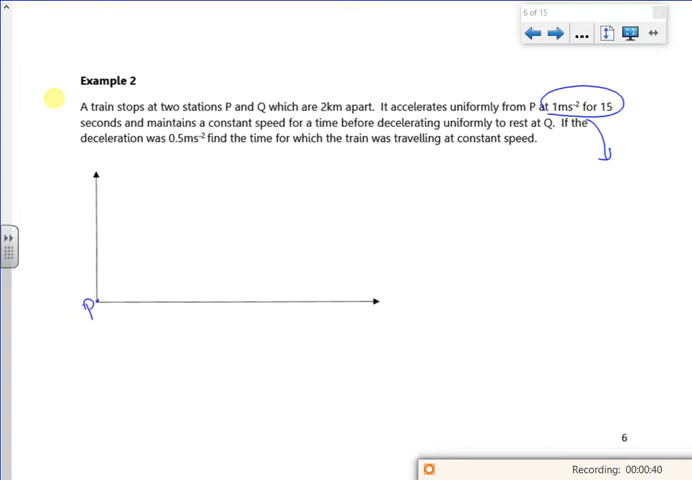 6 of 15
...
Example 2
A train stops at two stations P and Q which are 2km apart. It accelerates uniformly from P at 1ms⁻² for 15
seconds and maintains a constant speed for a time before decelerating uniformly to rest at Q. If the
deceleration was 0.5ms⁻² find the time for which the train was travelling at constant speed.
P
6
Recording: 00:00:40